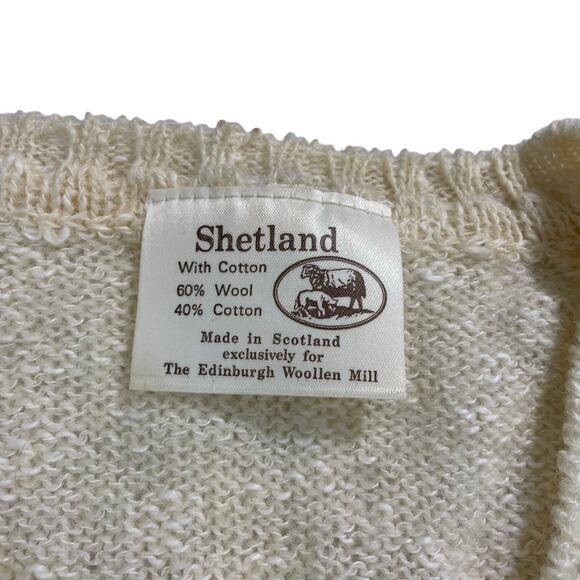 Shetland
With Cotton
60% Wool
40% Cotton
Made in Scotland
exclusively for
The Edinburgh Woollen Mill